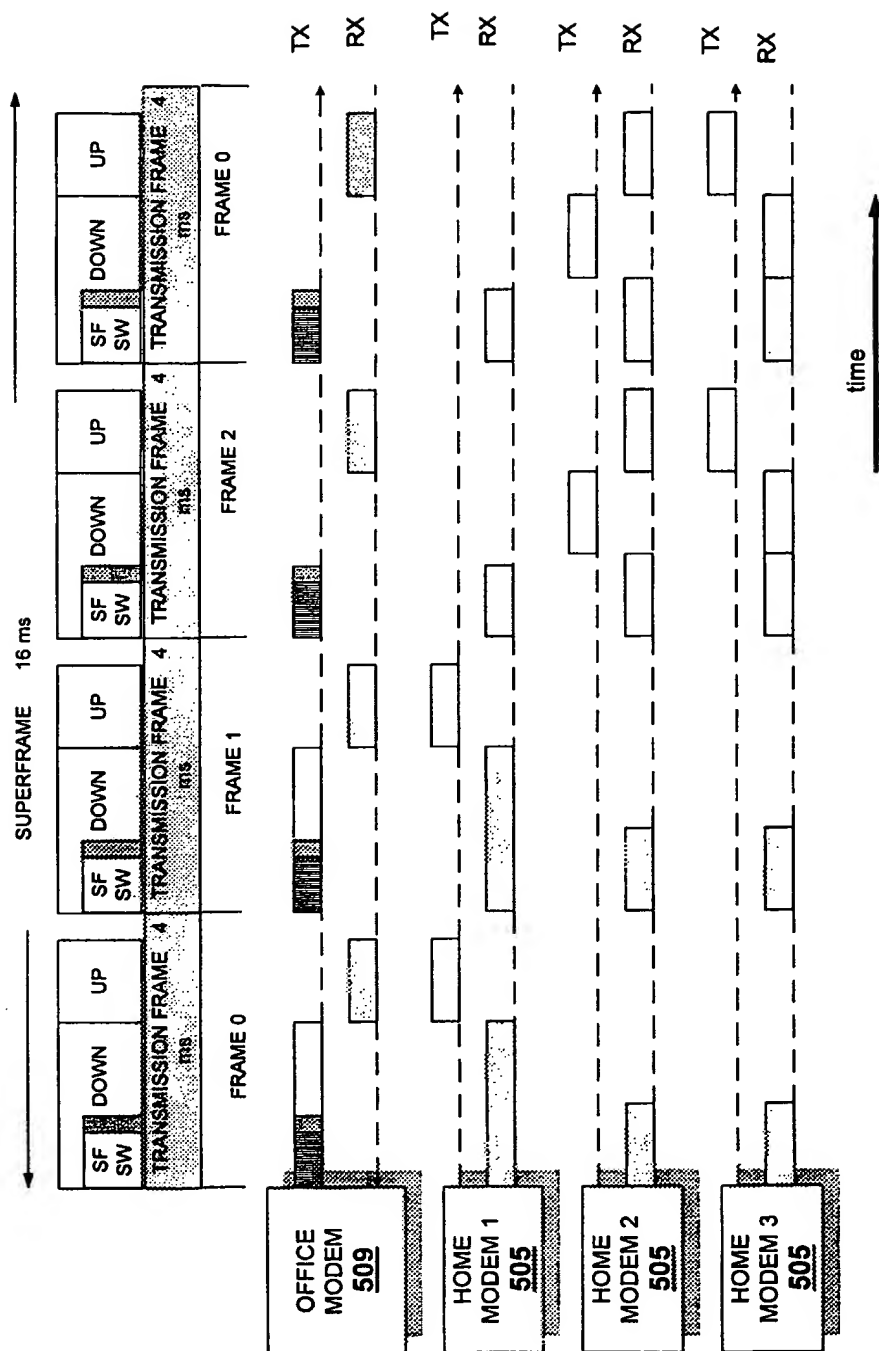 SUPERFRAME 16 ms
SF
SW
DOWN
UP
SF
SW
DOWN
UP
SF
SW
DOWN
UP
SF
SW
DOWN
UP
TRANSMISSION FRAME 4
ms
TRANSMISSION FRAME 4
ms
TRANSMISSION FRAME 4
ms
TRANSMISSION FRAME 4
ms
FRAME 0
FRAME 1
FRAME 2
FRAME 0
OFFICE
MODEM
509
TX
RX
HOME
MODEM 1
505
TX
RX
HOME
MODEM 2
505
TX
RX
HOME
MODEM 3
505
TX
RX
time